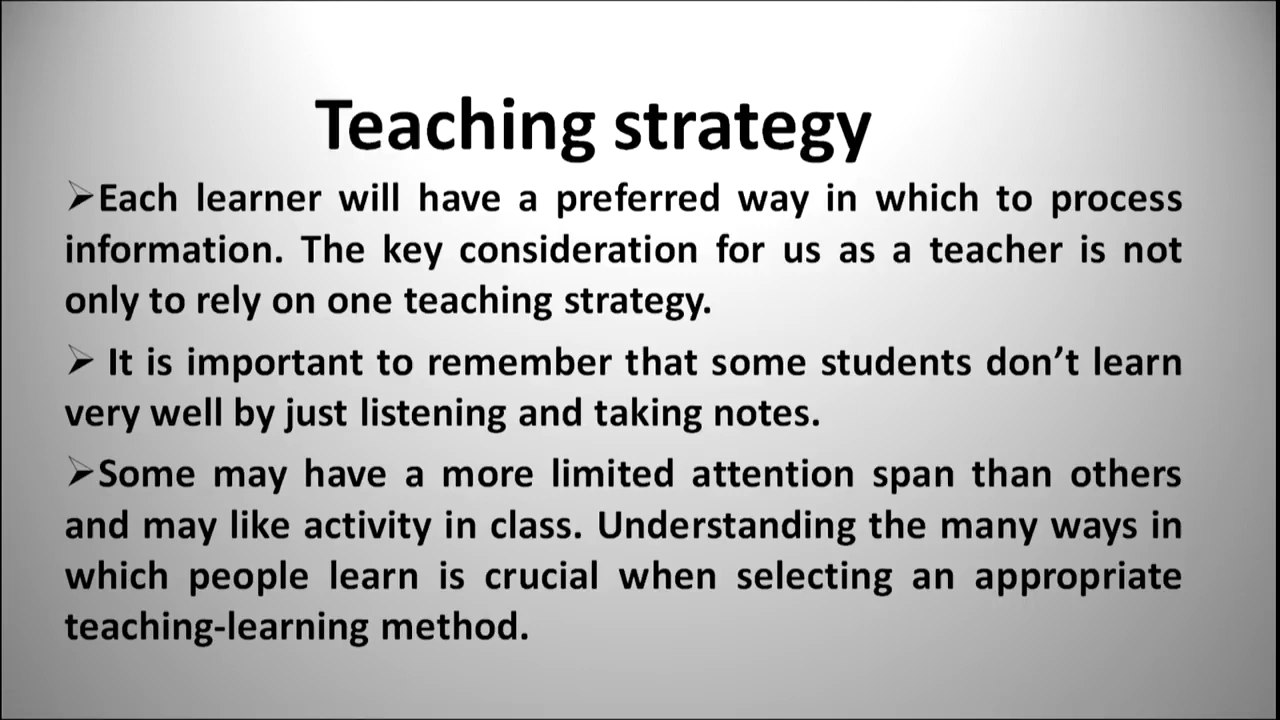 Teaching strategy
➢Each learner will have a preferred way in which to process
information. The key consideration for us as a teacher is not
only to rely on one teaching strategy.
➢ It is important to remember that some students don’t learn
very well by just listening and taking notes.
➢Some may have a more limited attention span than others
and may like activity in class. Understanding the many ways in
which people learn is crucial when selecting an appropriate
teaching-learning method.